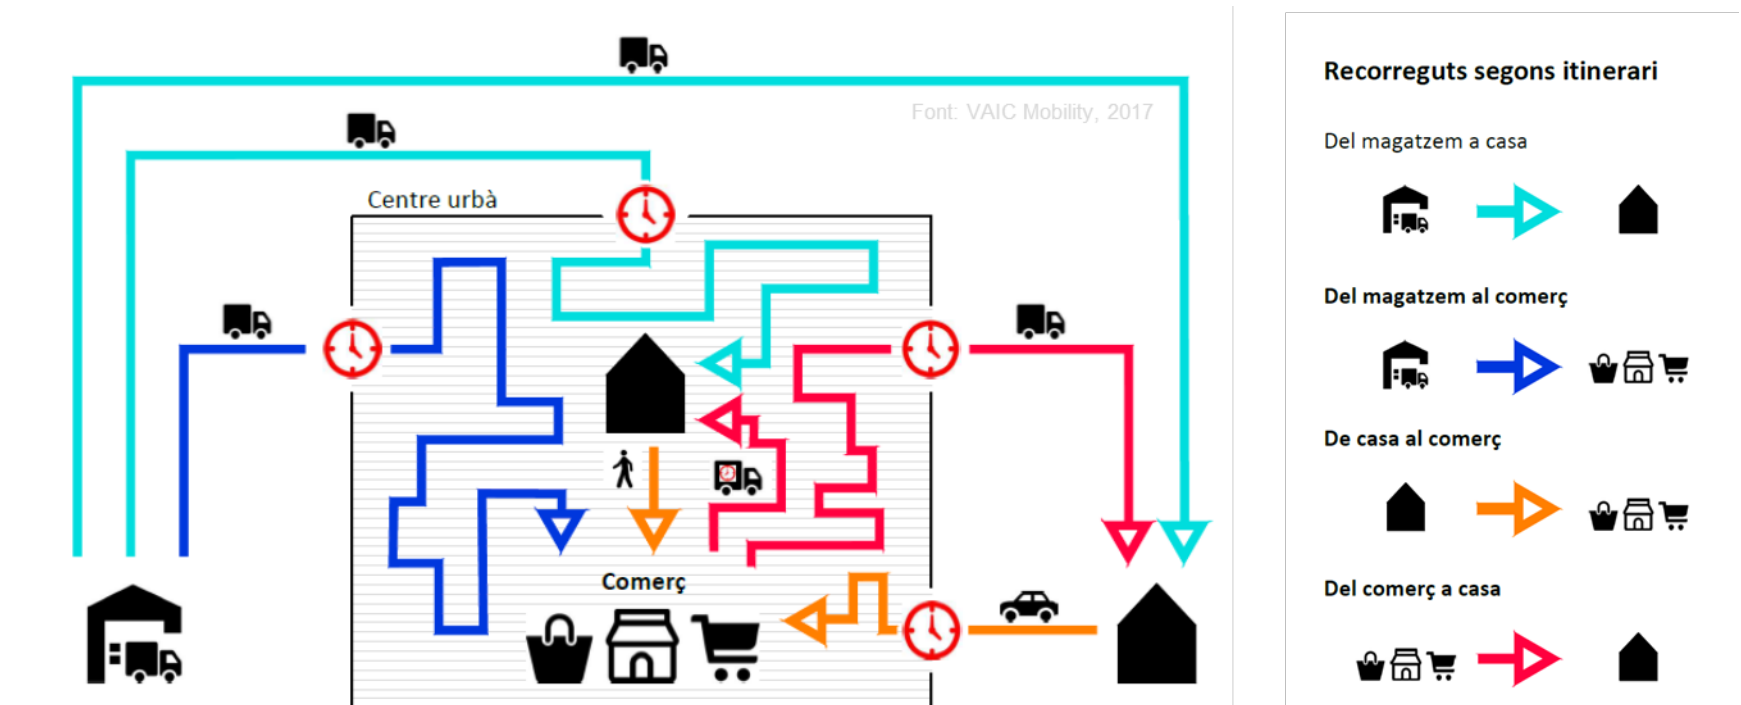 Font: VAIC Mobility, 2017
Centre urbà
Comerç
Recorreguts segons itinerari
Del magatzem a casa
Del magatzem al comerç
De casa al comerç
Del comerç a casa